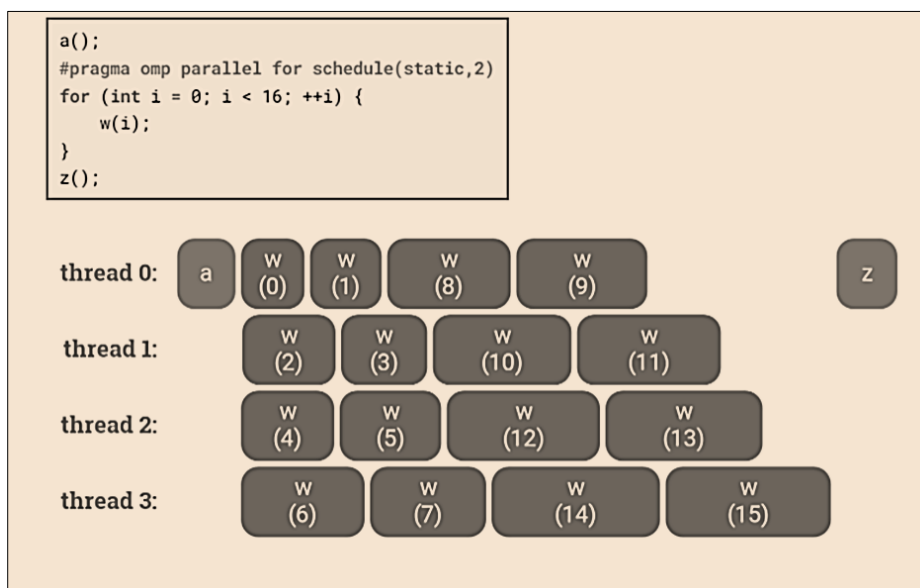 a();
#pragma omp parallel for schedule(static,2)
for (int i = 0; i < 16; ++i) {
    w(i);
}
z();
thread 0: a w (0) w (1) w (8) w (9) z
thread 1: w (2) w (3) w (10) w (11)
thread 2: w (4) w (5) w (12) w (13)
thread 3: w (6) w (7) w (14) w (15)